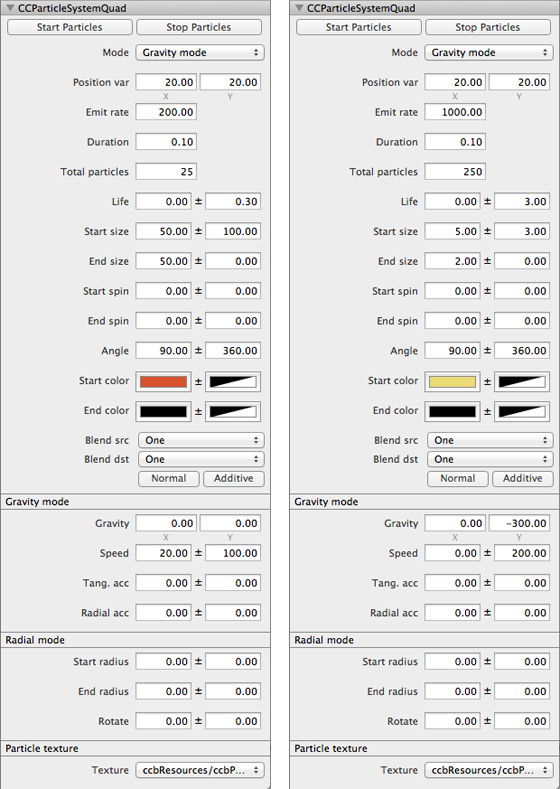 CCParticleSystemQuad
Start Particles Stop Particles
Mode Gravity mode
Position var 20.00 20.00
X Y
Emit rate 200.00
Duration 0.10
Total particles 25
Life 0.00 ± 0.30
Start size 50.00 ± 100.00
End size 50.00 ± 0.00
Start spin 0.00 ± 0.00
End spin 0.00 ± 0.00
Angle 90.00 ± 360.00
Start color ±
End color ±
Blend src One
Blend dst One
Normal Additive
Gravity mode
Gravity 0.00 0.00
X Y
Speed 20.00 ± 100.00
Tang. acc 0.00 ± 0.00
Radial acc 0.00 ± 0.00
Radial mode
Start radius 0.00 ± 0.00
End radius 0.00 ± 0.00
Rotate 0.00 ± 0.00
Particle texture
Texture ccbResources/ccbP...
CCParticleSystemQuad
Start Particles Stop Particles
Mode Gravity mode
Position var 20.00 20.00
X Y
Emit rate 1000.00
Duration 0.10
Total particles 250
Life 0.00 ± 3.00
Start size 5.00 ± 3.00
End size 2.00 ± 0.00
Start spin 0.00 ± 0.00
End spin 0.00 ± 0.00
Angle 90.00 ± 360.00
Start color ±
End color ±
Blend src One
Blend dst One
Normal Additive
Gravity mode
Gravity 0.00 -300.00
X Y
Speed 0.00 ± 200.00
Tang. acc 0.00 ± 0.00
Radial acc 0.00 ± 0.00
Radial mode
Start radius 0.00 ± 0.00
End radius 0.00 ± 0.00
Rotate 0.00 ± 0.00
Particle texture
Texture ccbResources/ccbP...